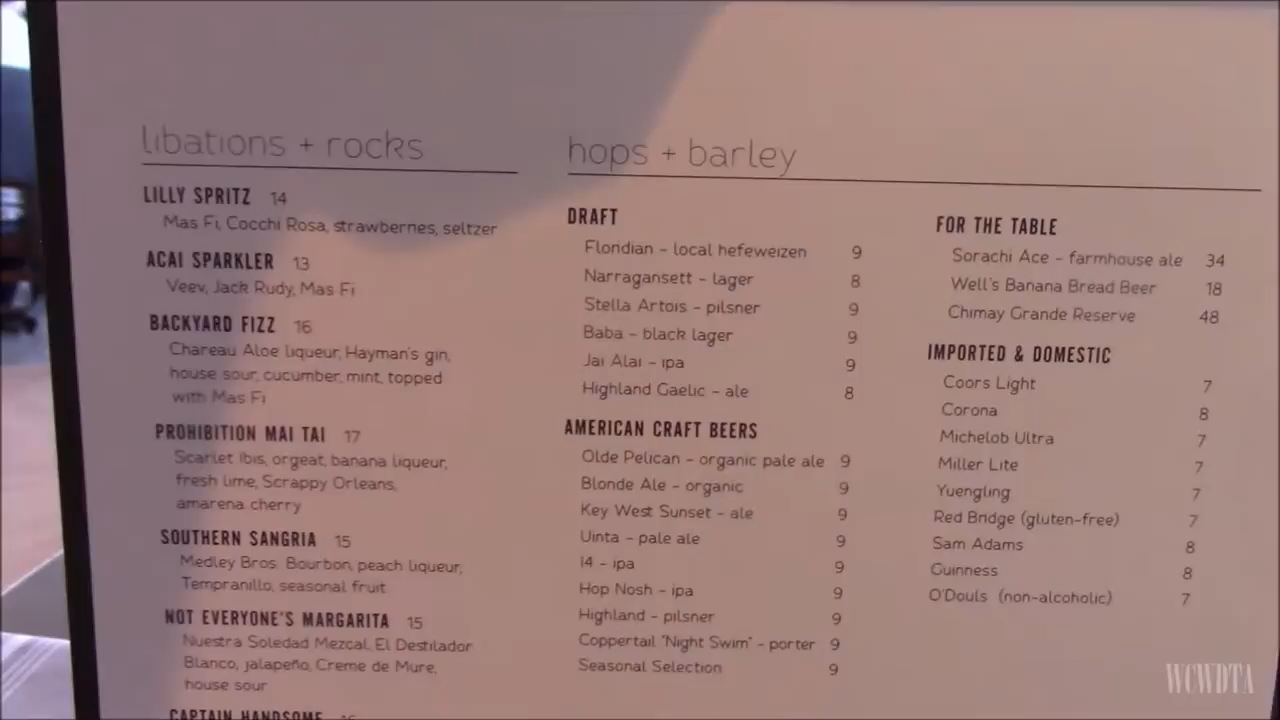 libations + rocks
LILLY SPRITZ 14
Mas Fi, Cocchi Rosa, strawberries, seltzer
ACAI SPARKLER 13
Veev, Jack Rudy, Mas Fi
BACKYARD FIZZ 16
Chareau Aloe liqueur, Hayman's gin,
house sour, cucumber, mint, topped
with Mas Fi
PROHIBITION MAI TAI 17
Scarlet Ibis, orgeat, banana liqueur,
fresh lime, Scrappy Orleans,
amarena cherry
SOUTHERN SANGRIA 15
Medley Bros. Bourbon, peach liqueur,
Tempranillo, seasonal fruit
NOT EVERYONE'S MARGARITA 15
Nuestra Soledad Mezcal, El Destilador
Blanco, jalapeño, Creme de Mure,
house sour
CAPTAIN HANDSOME
hops + barley
DRAFT
Floridian - local hefeweizen 9
Narragansett - lager 8
Stella Artois - pilsner 9
Baba - black lager 9
Jai Alai - ipa 9
Highland Gaelic - ale 8
AMERICAN CRAFT BEERS
Olde Pelican - organic pale ale 9
Blonde Ale - organic 9
Key West Sunset - ale 9
Uinta - pale ale 9
14 - ipa 9
Hop Nosh - ipa 9
Highland - pilsner 9
Coppertail "Night Swim" - porter 9
Seasonal Selection 9
FOR THE TABLE
Sorachi Ace - farmhouse ale 34
Well's Banana Bread Beer 18
Chimay Grande Reserve 48
IMPORTED & DOMESTIC
Coors Light 7
Corona 8
Michelob Ultra 7
Miller Lite 7
Yuengling 7
Red Bridge (gluten-free) 7
Sam Adams 8
Guinness 8
O'Douls (non-alcoholic) 7
WCWDTA